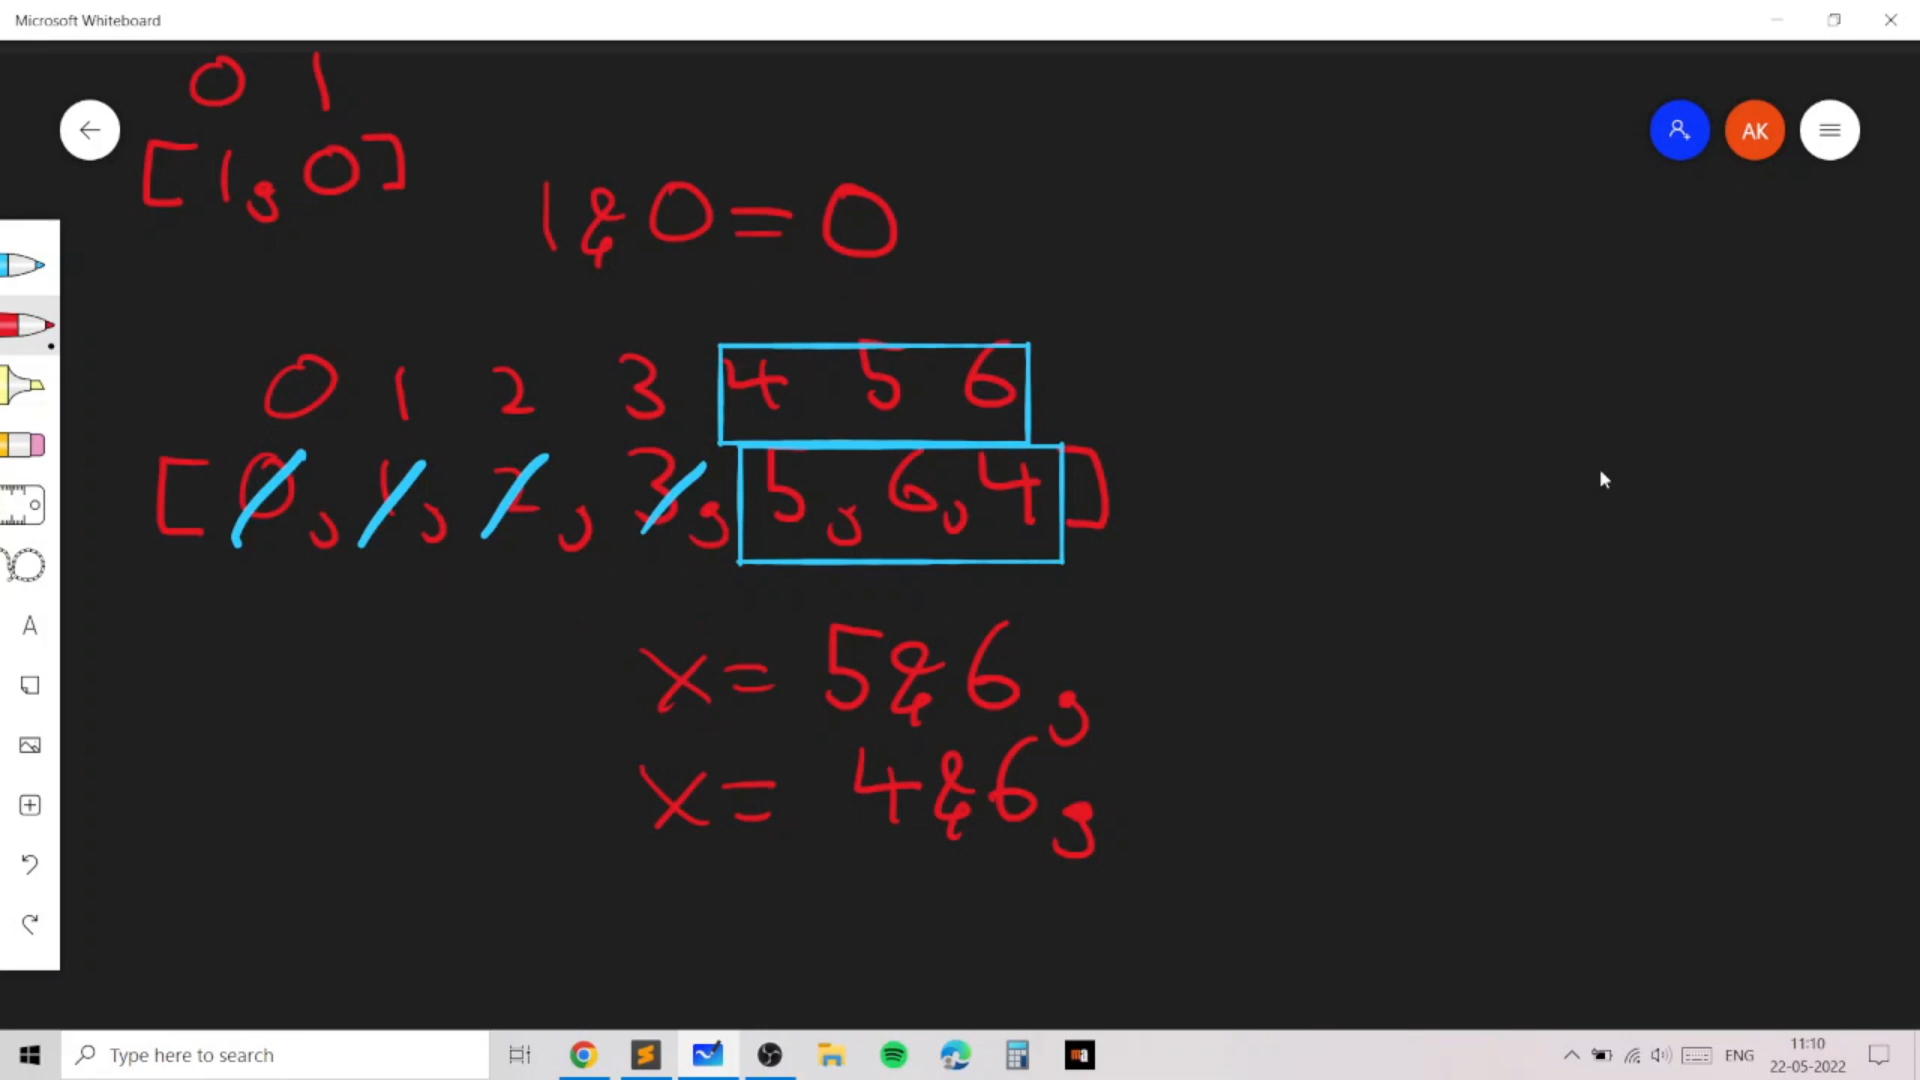 Microsoft Whiteboard
0 1
[1, 0]
1 & 0 = 0
AK
0 1 2 3 4 5 6
[0, 1, 2, 3, 5, 6, 4]
x = 5 & 6,
x = 4 & 6,
A
Type here to search
ma
ENG
11:10
22-05-2022